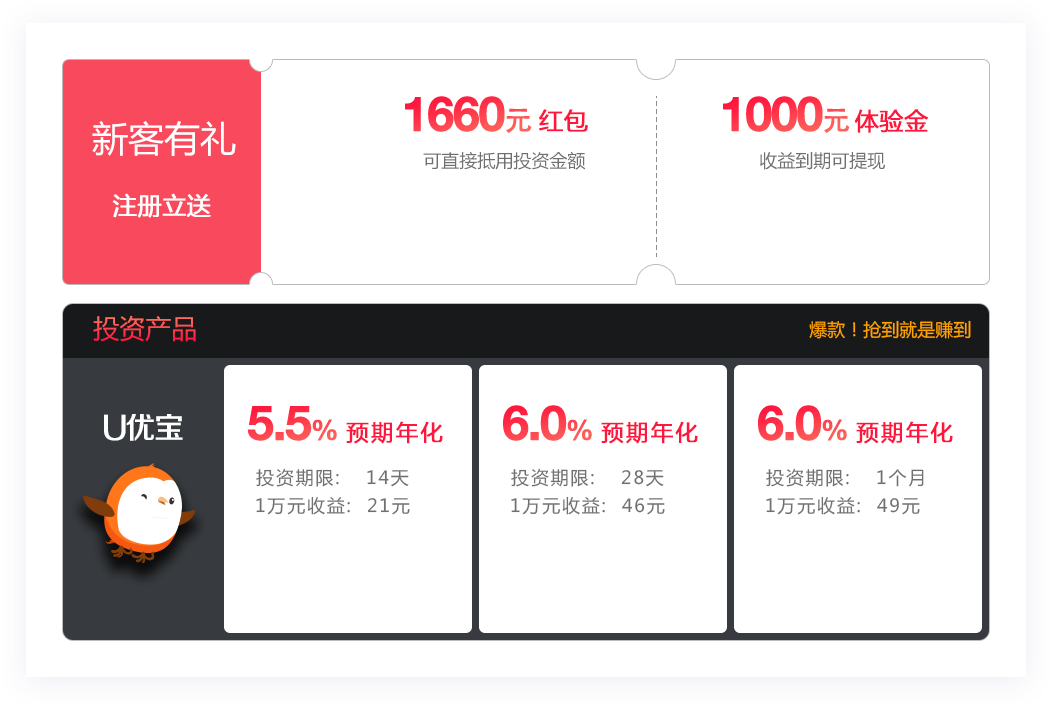 新客有礼
注册立送
1660元 红包
可直接抵用投资金额
1000元 体验金
收益到期可提现
投资产品
爆款！抢到就是赚到
U优宝
5.5% 预期年化
投资期限: 14天
1万元收益: 21元
6.0% 预期年化
投资期限: 28天
1万元收益: 46元
6.0% 预期年化
投资期限: 1个月
1万元收益: 49元